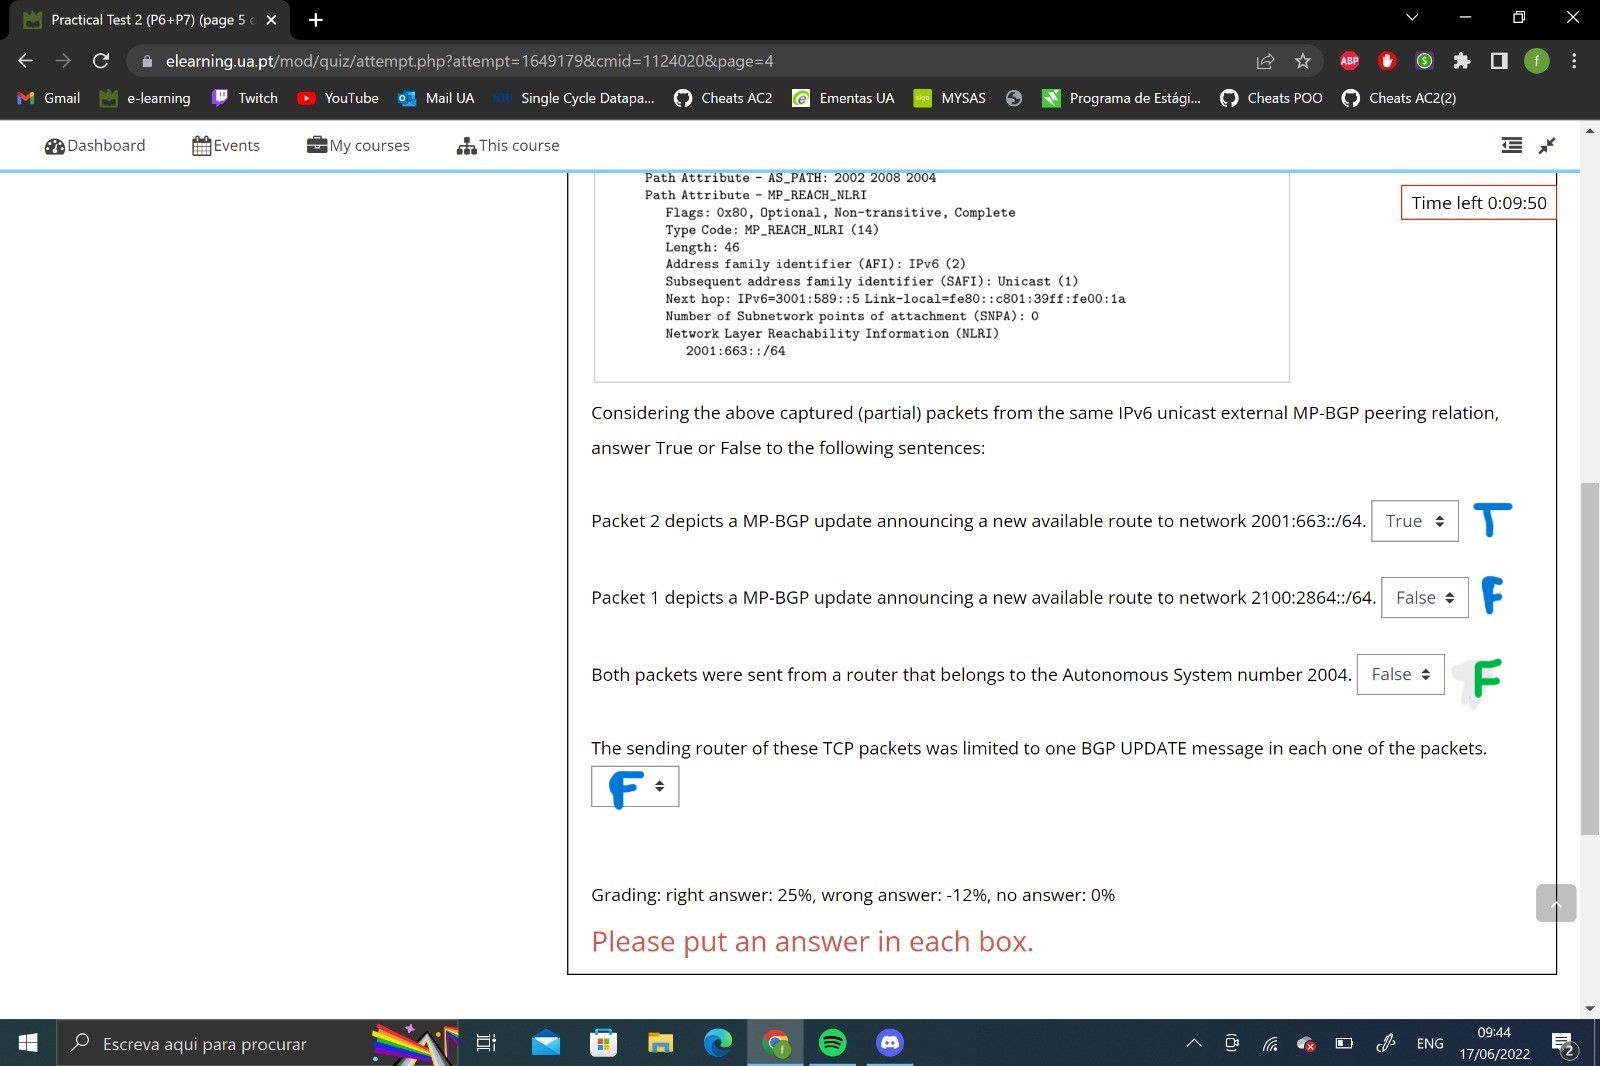 Practical Test 2 (P6+P7) (page 5 o
elearning.ua.pt/mod/quiz/attempt.php?attempt=1649179&cmid=1124020&page=4
ABP
f
Gmail e-learning Twitch YouTube Mail UA Single Cycle Datapa... Cheats AC2 Ementas UA MYSAS Programa de Estági... Cheats POO Cheats AC2(2)
Dashboard Events My courses This course
Path Attribute - AS_PATH: 2002 2008 2004
Path Attribute - MP_REACH_NLRI
Flags: 0x80, Optional, Non-transitive, Complete
Type Code: MP_REACH_NLRI (14)
Length: 46
Address family identifier (AFI): IPv6 (2)
Subsequent address family identifier (SAFI): Unicast (1)
Next hop: IPv6=3001:589::5 Link-local=fe80::c801:39ff:fe00:1a
Number of Subnetwork points of attachment (SNPA): 0
Network Layer Reachability Information (NLRI)
2001:663::/64
Time left 0:09:50
Considering the above captured (partial) packets from the same IPv6 unicast external MP-BGP peering relation,
answer True or False to the following sentences:
Packet 2 depicts a MP-BGP update announcing a new available route to network 2001:663::/64. True T
Packet 1 depicts a MP-BGP update announcing a new available route to network 2100:2864::/64. False F
Both packets were sent from a router that belongs to the Autonomous System number 2004. False F
The sending router of these TCP packets was limited to one BGP UPDATE message in each one of the packets.
F
Grading: right answer: 25%, wrong answer: -12%, no answer: 0%
Please put an answer in each box.
Escreva aqui para procurar
ENG
09:44
17/06/2022
2